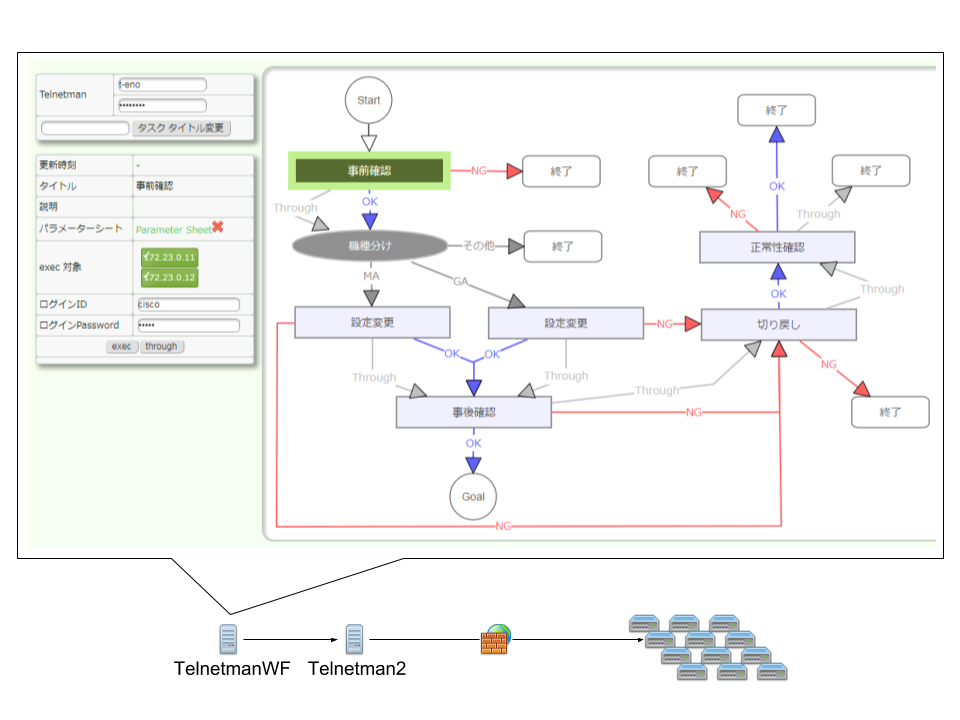 Telnetman
f-eno
••••••••
タスク タイトル変更
更新時刻 -
タイトル 事前確認
説明
パラメーターシート Parameter Sheet
exec 対象
172.23.0.11
172.23.0.12
ログインID cisco
ログインPassword •••••
exec through
Start
終了
事前確認
NG
終了
終了
終了
Through
OK
OK
NG
Through
機種分け
その他
終了
正常性確認
MA
GA
OK
Through
設定変更
設定変更
NG
切り戻し
OK
OK
NG
Through
Through
Through
事後確認
NG
終了
OK
Goal
NG
TelnetmanWF
Telnetman2